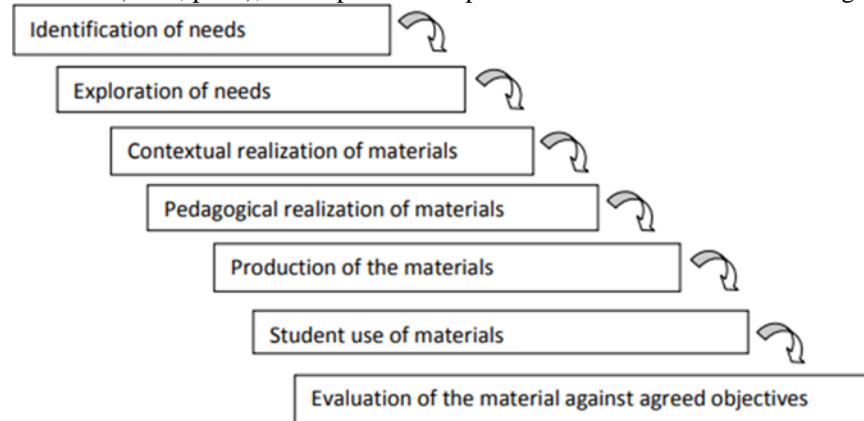 Identification of needs
Exploration of needs
Contextual realization of materials
Pedagogical realization of materials
Production of the materials
Student use of materials
Evaluation of the material against agreed objectives